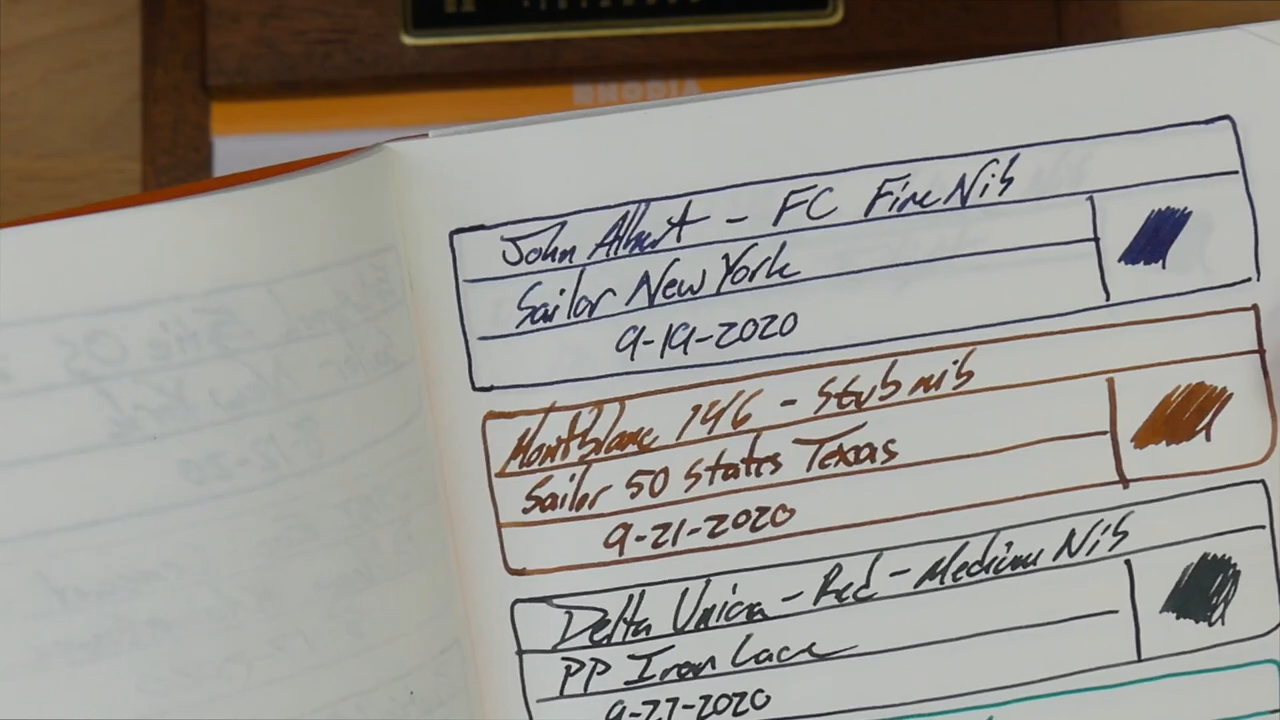 RHODIA
John Albert - FC Fine Nib
Sailor New York
9-19-2020
Montblanc 146 - Stub nib
Sailor 50 States Texas
9-21-2020
Delta Unica - Red - Medium Nib
PP Iron Lace
9-27-2020